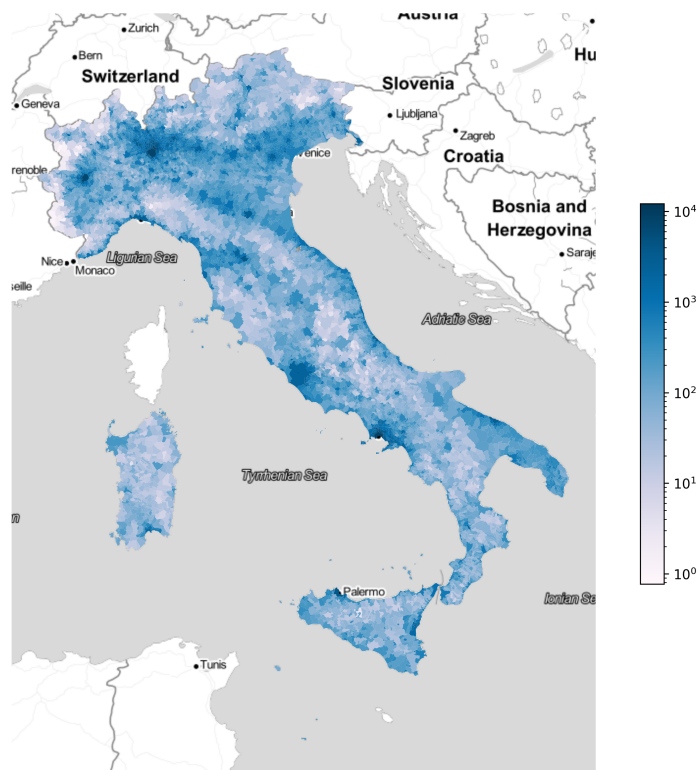 Austria
Zurich
Bern
Hu
Switzerland
Slovenia
Geneva
Ljubljana
Zagreb
Venice
Croatia
renoble
Bosnia and
Herzegovina
10⁴
Ligurian Sea
Nice
Monaco
Saraje
seille
10³
Adriatic Sea
10²
Tyrrhenian Sea
10¹
n
10⁰
Palermo
Ionian Se
Tunis